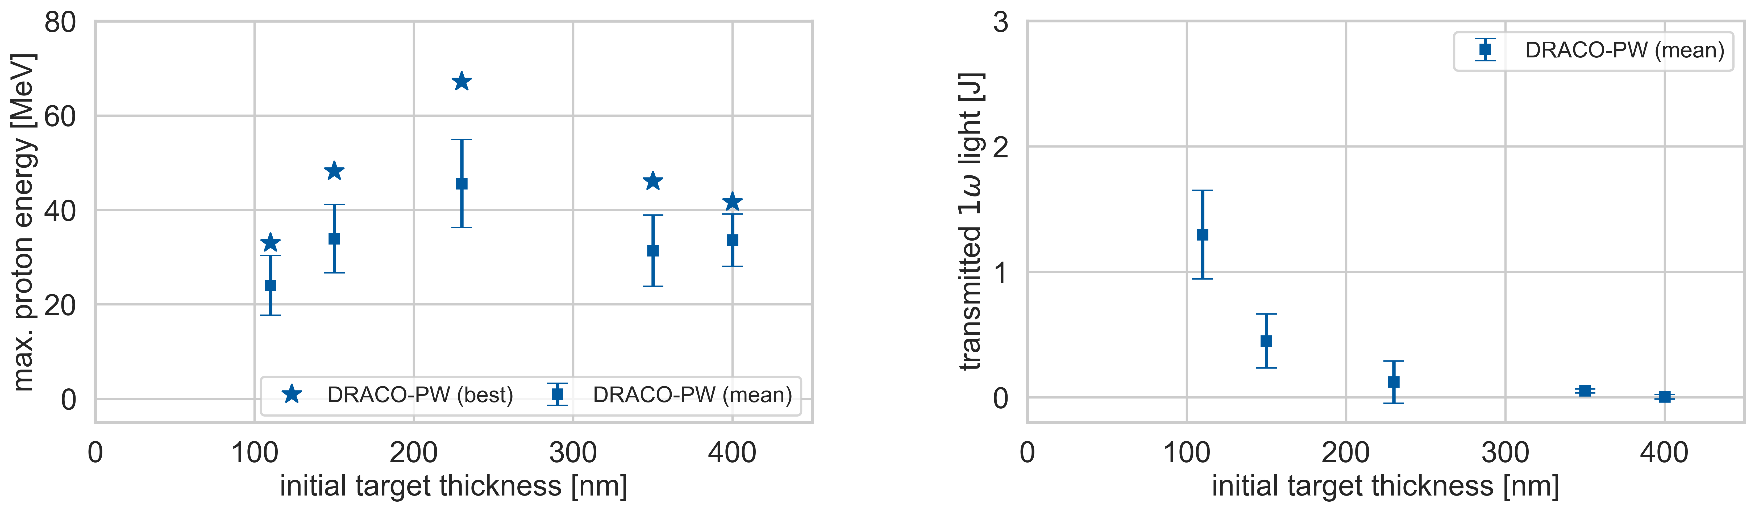 max. proton energy [MeV]
80
60
40
20
0
DRACO-PW (best)
DRACO-PW (mean)
0 100 200 300 400
initial target thickness [nm]
transmitted 1ω light [J]
3
2
1
0
DRACO-PW (mean)
0 100 200 300 400
initial target thickness [nm]